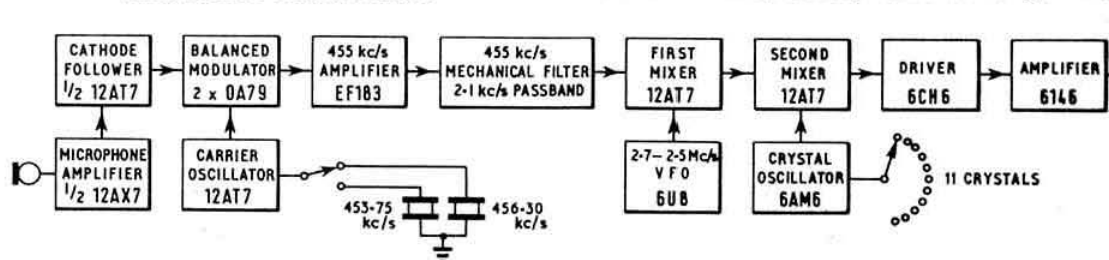 CATHODE
FOLLOWER
1/2 12AT7
BALANCED
MODULATOR
2 x OA79
455 kc/s
AMPLIFIER
EF183
455 kc/s
MECHANICAL FILTER
2·1 kc/s PASSBAND
FIRST
MIXER
12AT7
SECOND
MIXER
12AT7
DRIVER
6CH6
AMPLIFIER
6146
MICROPHONE
AMPLIFIER
1/2 12AX7
CARRIER
OSCILLATOR
12AT7
453·75
kc/s
456·30
kc/s
2·7–2·5Mc/s
VFO
6U8
CRYSTAL
OSCILLATOR
6AM6
11 CRYSTALS